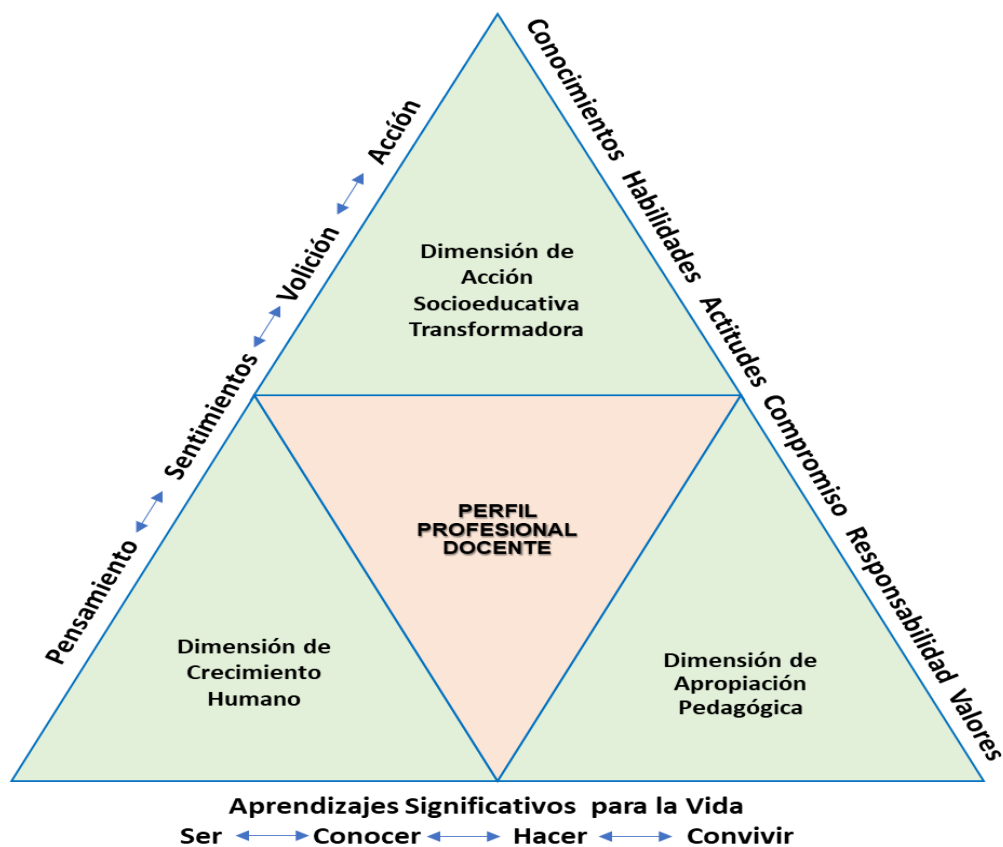 Conocimientos Habilidades Actitudes Compromiso Responsabilidad Valores
Pensamiento Sentimientos Volición Acción
Dimensión de
Acción
Socioeducativa
Transformadora
PERFIL
PROFESIONAL
DOCENTE
Dimensión de
Crecimiento
Humano
Dimensión de
Apropiación
Pedagógica
Aprendizajes Significativos para la Vida
Ser Conocer Hacer Convivir